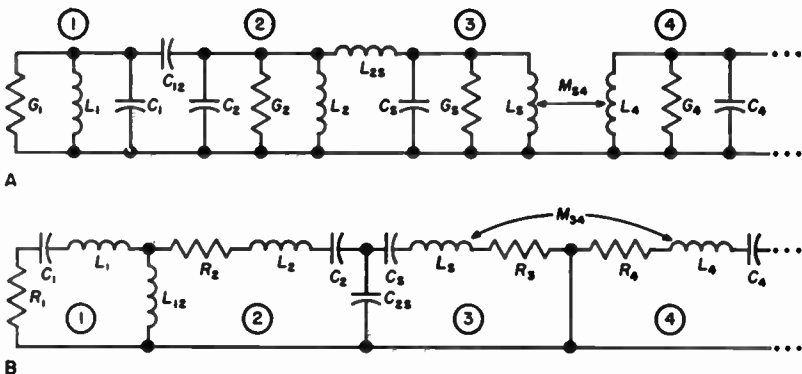 1 2 3 4
G1 L1 C1 C12 C2 G2 L2 L23 C3 G3 L3 M34 L4 G4 C4
A
M34
C1 L1 R2 L2 C2 C3 L3 R3 R4 L4 C4
R1 L12 C23
1 2 3 4
B